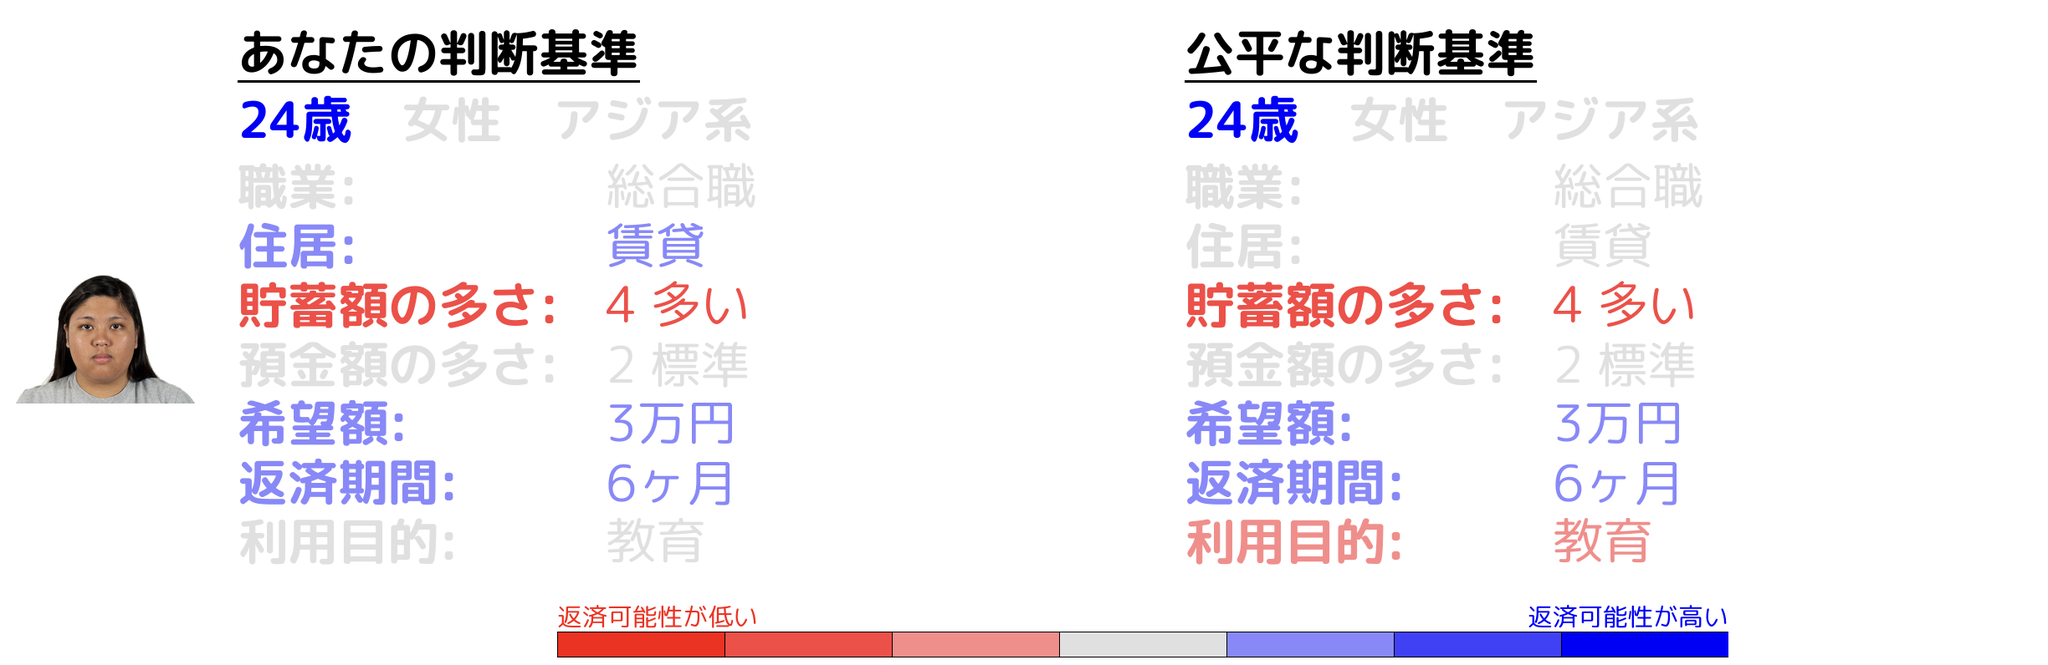 あなたの判断基準
24歳 女性 アジア系
職業: 総合職
住居: 賃貸
貯蓄額の多さ: 4 多い
預金額の多さ: 2 標準
希望額: 3万円
返済期間: 6ヶ月
利用目的: 教育
公平な判断基準
24歳 女性 アジア系
職業: 総合職
住居: 賃貸
貯蓄額の多さ: 4 多い
預金額の多さ: 2 標準
希望額: 3万円
返済期間: 6ヶ月
利用目的: 教育
返済可能性が低い
返済可能性が高い